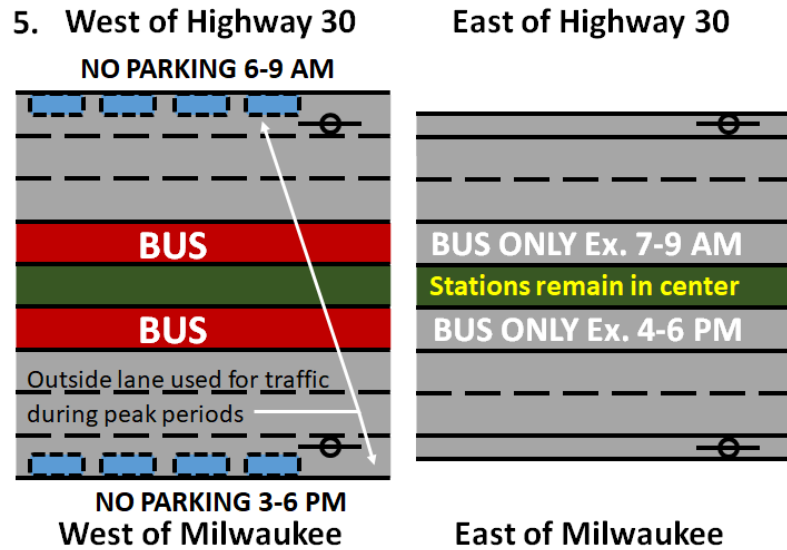 5. West of Highway 30
NO PARKING 6-9 AM
BUS
BUS
Outside lane used for traffic
during peak periods
NO PARKING 3-6 PM
West of Milwaukee
East of Highway 30
BUS ONLY Ex. 7-9 AM
Stations remain in center
BUS ONLY Ex. 4-6 PM
East of Milwaukee